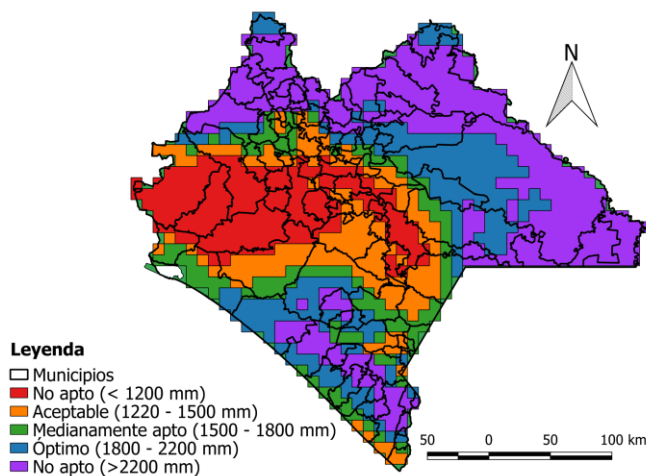 N
Leyenda
Municipios
No apto (< 1200 mm)
Aceptable (1220 - 1500 mm)
Medianamente apto (1500 - 1800 mm)
Óptimo (1800 - 2200 mm)
No apto (>2200 mm)
50 0 50 100 km